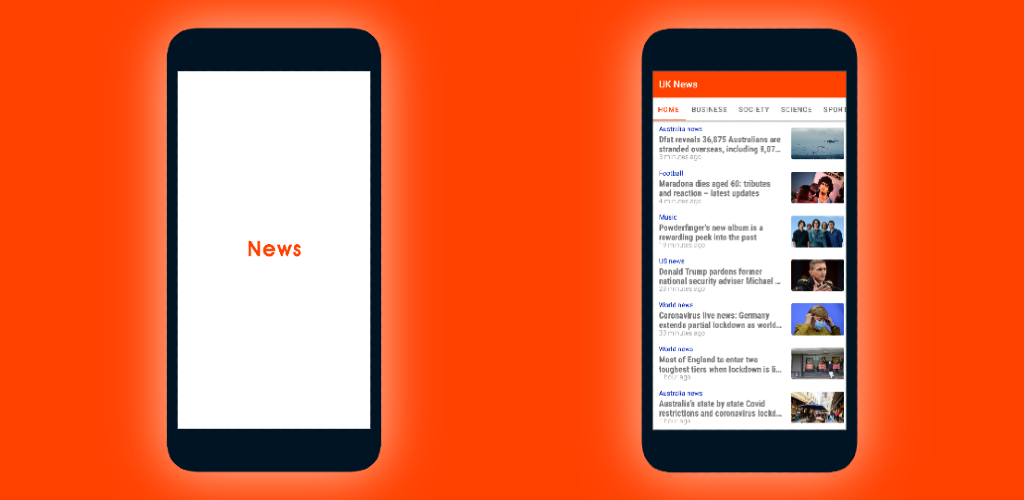 News
UK News
HOME BUSINESS SOCIETY SCIENCE SPORT
Australia news
Dfat reveals 36,875 Australians are
stranded overseas, including 8,07...
3 minutes ago
Football
Maradona dies aged 60: tributes
and reaction – latest updates
4 minutes ago
Music
Powderfinger's new album is a
rewarding peek into the past
19 minutes ago
US news
Donald Trump pardons former
national security adviser Michael ...
23 minutes ago
World news
Coronavirus live news: Germany
extends partial lockdown as world...
33 minutes ago
World news
Most of England to enter two
toughest tiers when lockdown is li...
1 hour ago
Australia news
Australia's state by state Covid
restrictions and coronavirus lockd...
1 hour ago